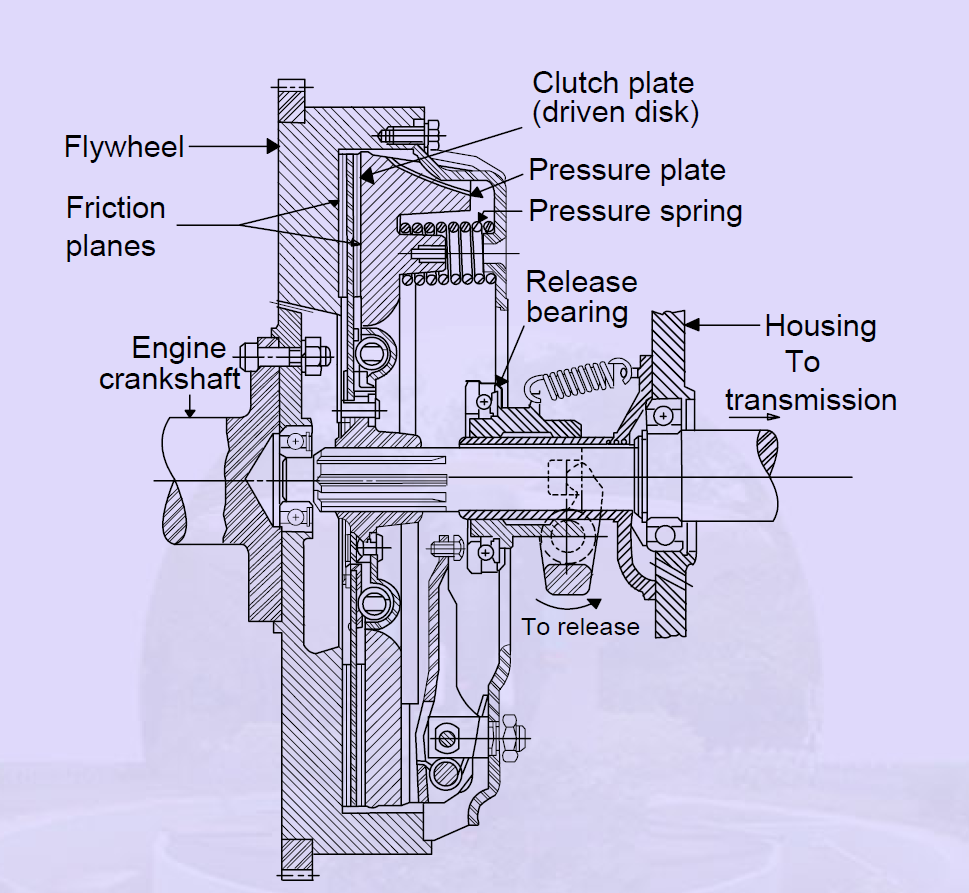 Clutch plate
(driven disk)
Flywheel
Pressure plate
Friction
planes
Pressure spring
Release
bearing
Engine
crankshaft
Housing
To
transmission
To release